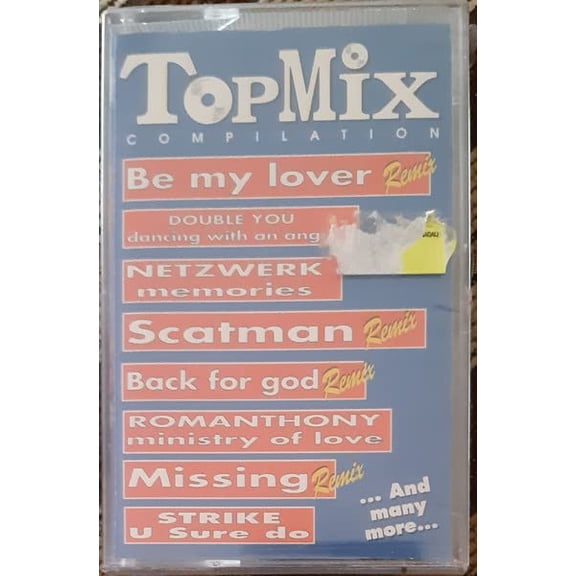 TOPMIX
COMPILATION
Be my lover Remix
DOUBLE YOU
dancing with an ang
NETZWERK
memories
Scatman Remix
Back for god Remix
ROMANTHONY
ministry of love
Missing Remix
STRIKE
U Sure do
... And
many
more...